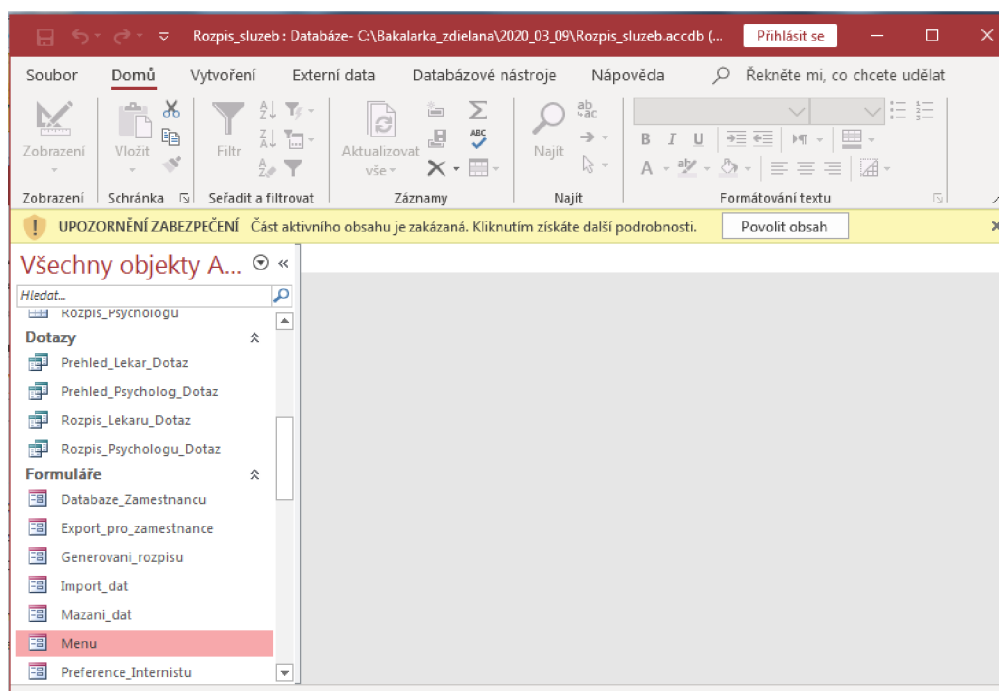 Rozpis_sluzeb : Databáze- C:\Bakalarka_zdielana\2020_03_09\Rozpis_sluzeb.accdb (... Přihlásit se
Soubor Domů Vytvoření Externí data Databázové nástroje Nápověda Řekněte mi, co chcete udělat
Zobrazení
Vložit
Filtr
Aktualizovat
vše
ABC
Najít
ab
ac
B I U
A
Zobrazení Schránka Seřadit a filtrovat Záznamy Najít Formátování textu
UPOZORNĚNÍ ZABEZPEČENÍ Část aktivního obsahu je zakázaná. Kliknutím získáte další podrobnosti. Povolit obsah
Všechny objekty A...
Hledat...
Rozpis_Psychologu
Dotazy
Prehled_Lekar_Dotaz
Prehled_Psycholog_Dotaz
Rozpis_Lekaru_Dotaz
Rozpis_Psychologu_Dotaz
Formuláře
Databaze_Zamestnancu
Export_pro_zamestnance
Generovani_rozpisu
Import_dat
Mazani_dat
Menu
Preference_Internistu